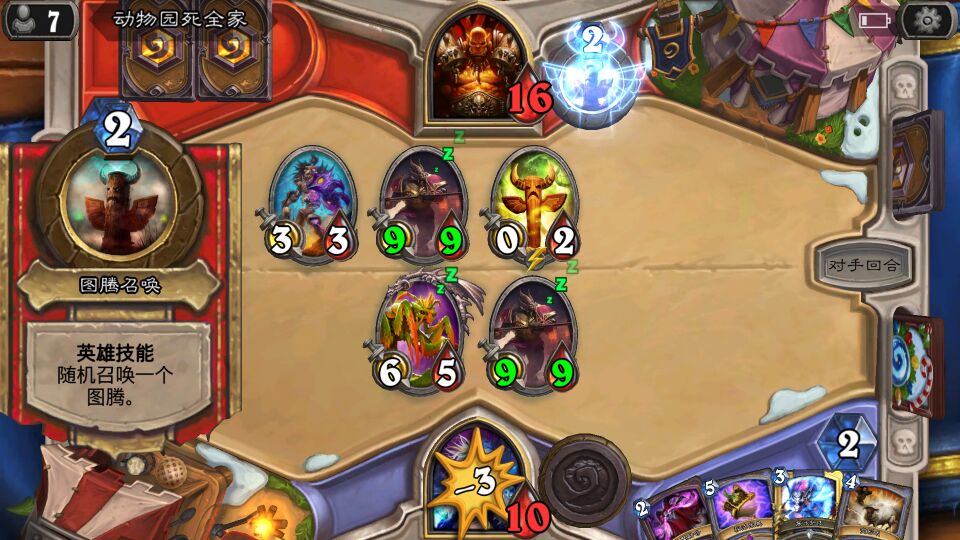 7
动物园死全家
2
16
2
图腾召唤
英雄技能
随机召唤一个
图腾。
3 3
z z z
9 9
0 2
对手回合
z z
6 5
z z z
9 9
-3
10
2
2
5
3
4